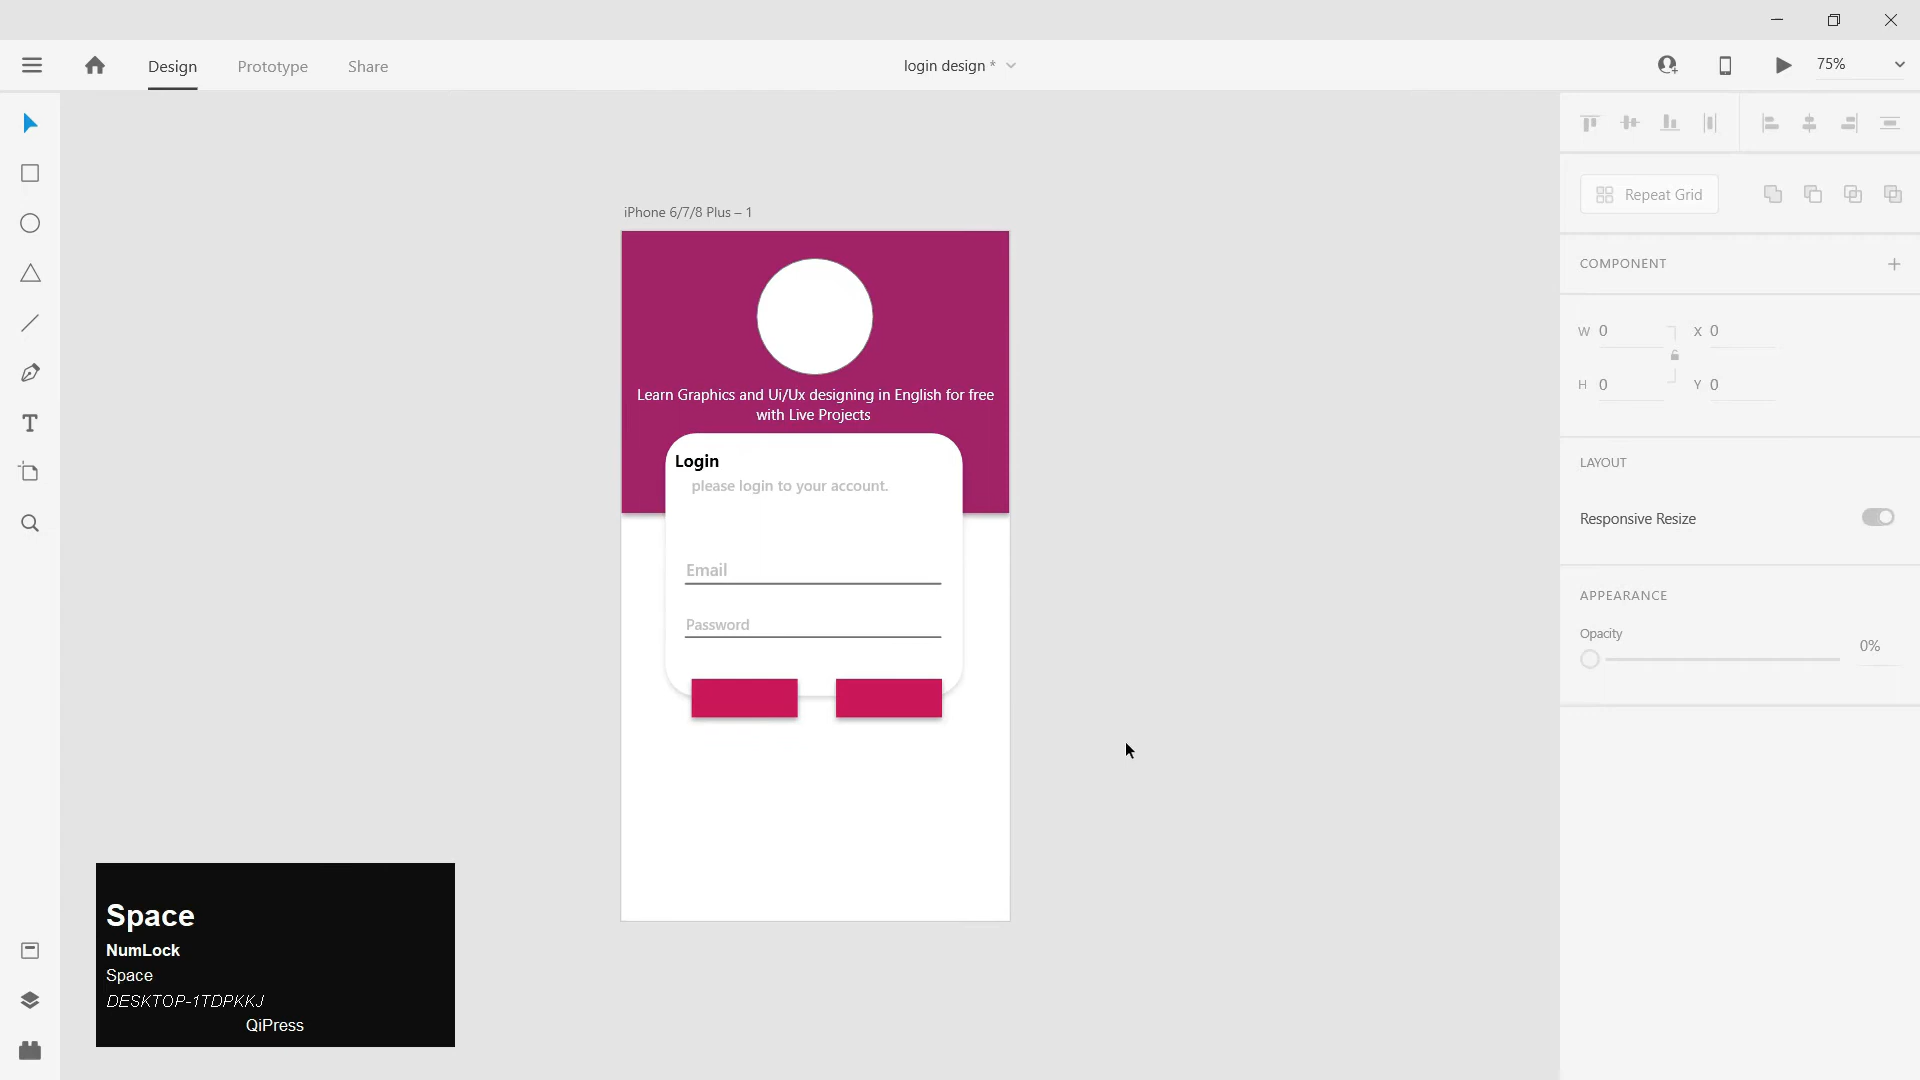 Design
Prototype
Share
login design *
75%
iPhone 6/7/8 Plus – 1
Learn Graphics and Ui/Ux designing in English for free
with Live Projects
Login
please login to your account.
Email
Password
Repeat Grid
COMPONENT
W 0
X 0
H 0
Y 0
LAYOUT
Responsive Resize
APPEARANCE
Opacity
0%
Space
NumLock
Space
DESKTOP-1TDPKKJ
QiPress